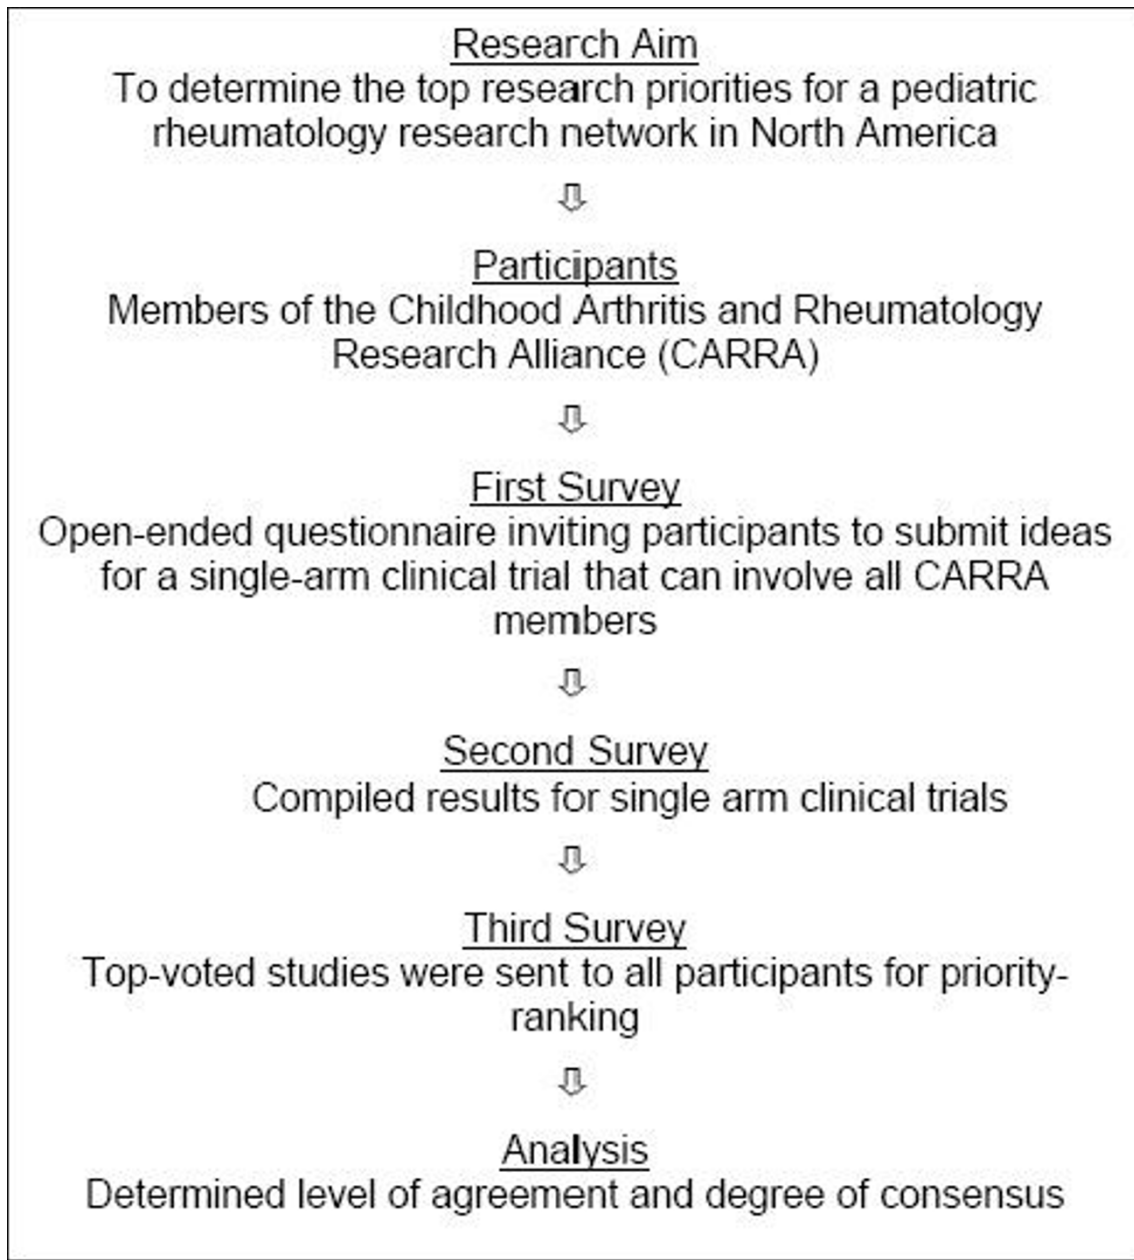 Research Aim
To determine the top research priorities for a pediatric
rheumatology research network in North America
Participants
Members of the Childhood Arthritis and Rheumatology
Research Alliance (CARRA)
First Survey
Open-ended questionnaire inviting participants to submit ideas
for a single-arm clinical trial that can involve all CARRA
members
Second Survey
Compiled results for single arm clinical trials
Third Survey
Top-voted studies were sent to all participants for priority-
ranking
Analysis
Determined level of agreement and degree of consensus